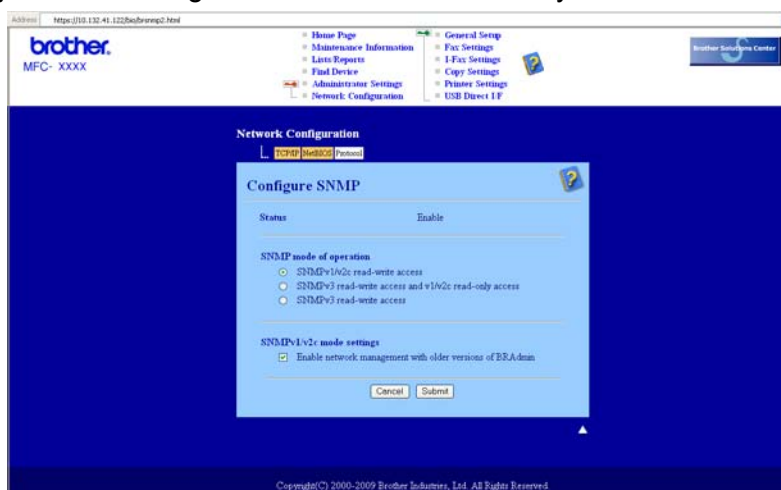 Address https://10.132.41.122/bio/bisnmp2.html
brother.
MFC- XXXX
Home Page
Maintenance Information
Lists/Reports
Find Device
Administrator Settings
Network Configuration
General Setup
Fax Settings
I-Fax Settings
Copy Settings
Printer Settings
USB Direct I/F
Brother Solutions Center
Network Configuration
TCP/IP NetBIOS Protocol
Configure SNMP
Status Enable
SNMP mode of operation
SNMPv1/v2c read-write access
SNMPv3 read-write access and v1/v2c read-only access
SNMPv3 read-write access
SNMPv1/v2c mode settings
Enable network management with older versions of BRAdmin
Cancel Submit
Copyright(C) 2000-2009 Brother Industries, Ltd. All Rights Reserved.